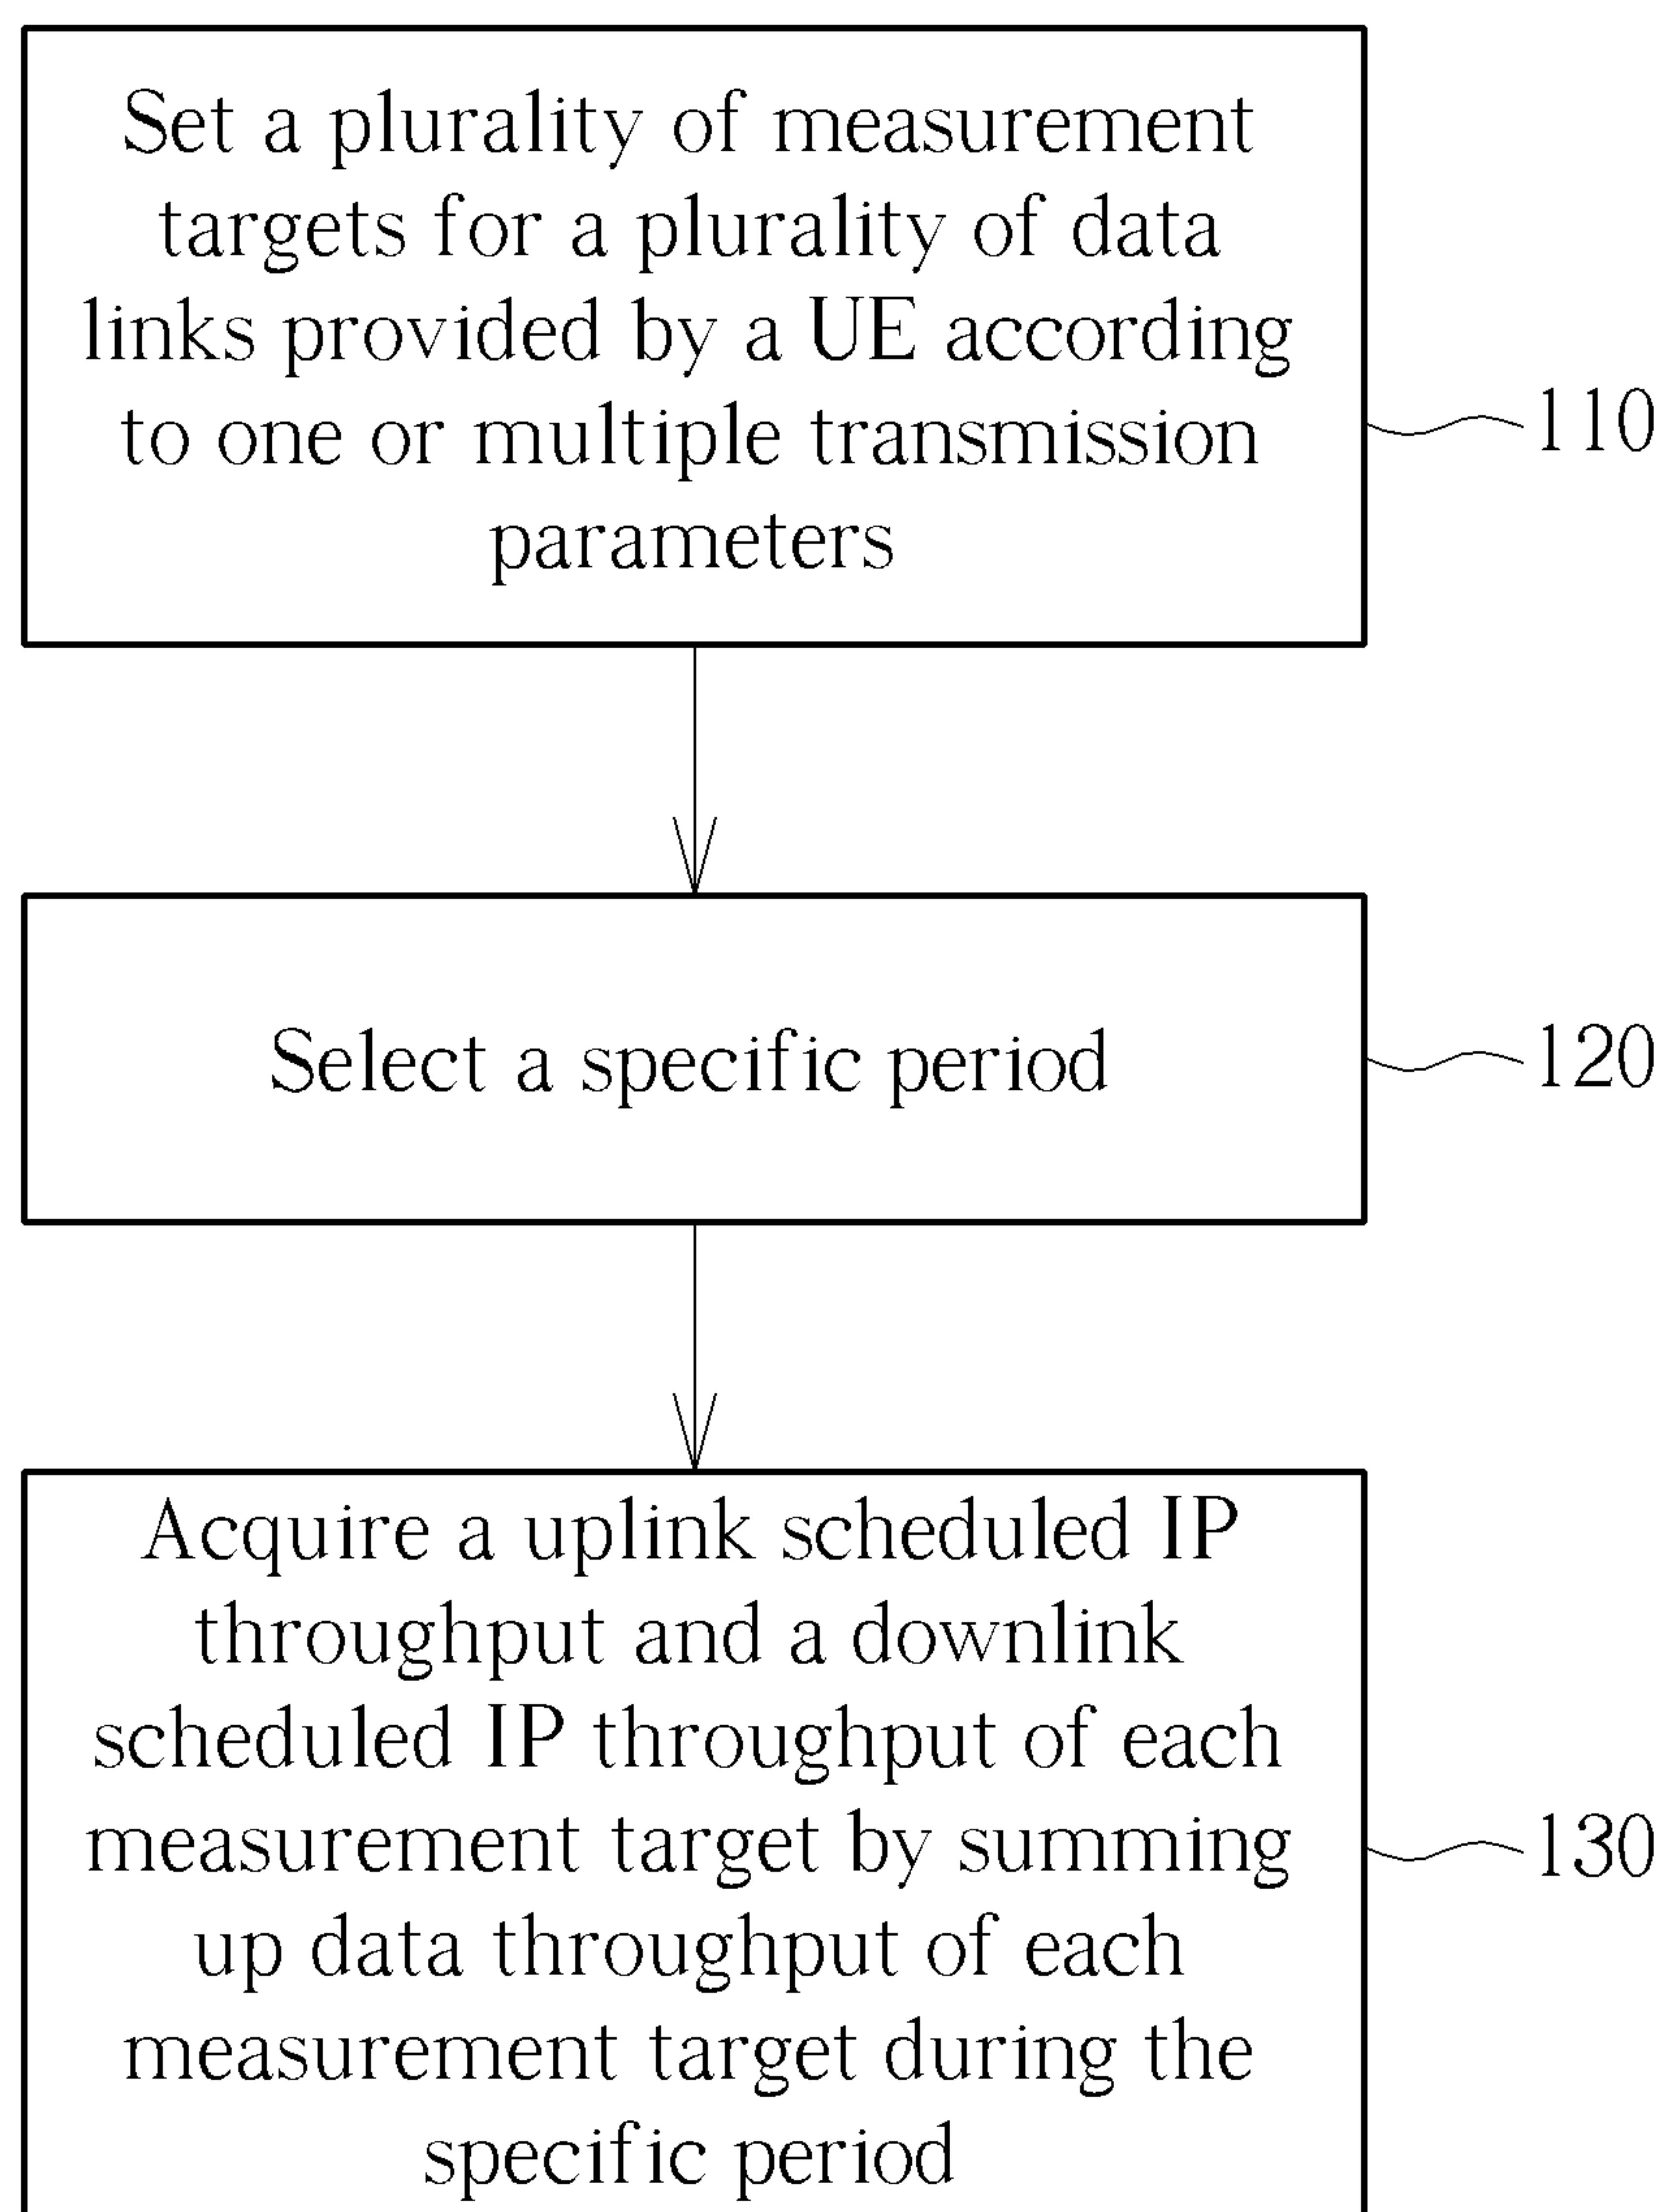 Set a plurality of measurement
targets for a plurality of data
links provided by a UE according
to one or multiple transmission
parameters
110
Select a specific period
120
Acquire a uplink scheduled IP
throughput and a downlink
scheduled IP throughput of each
measurement target by summing
up data throughput of each
measurement target during the
specific period
130